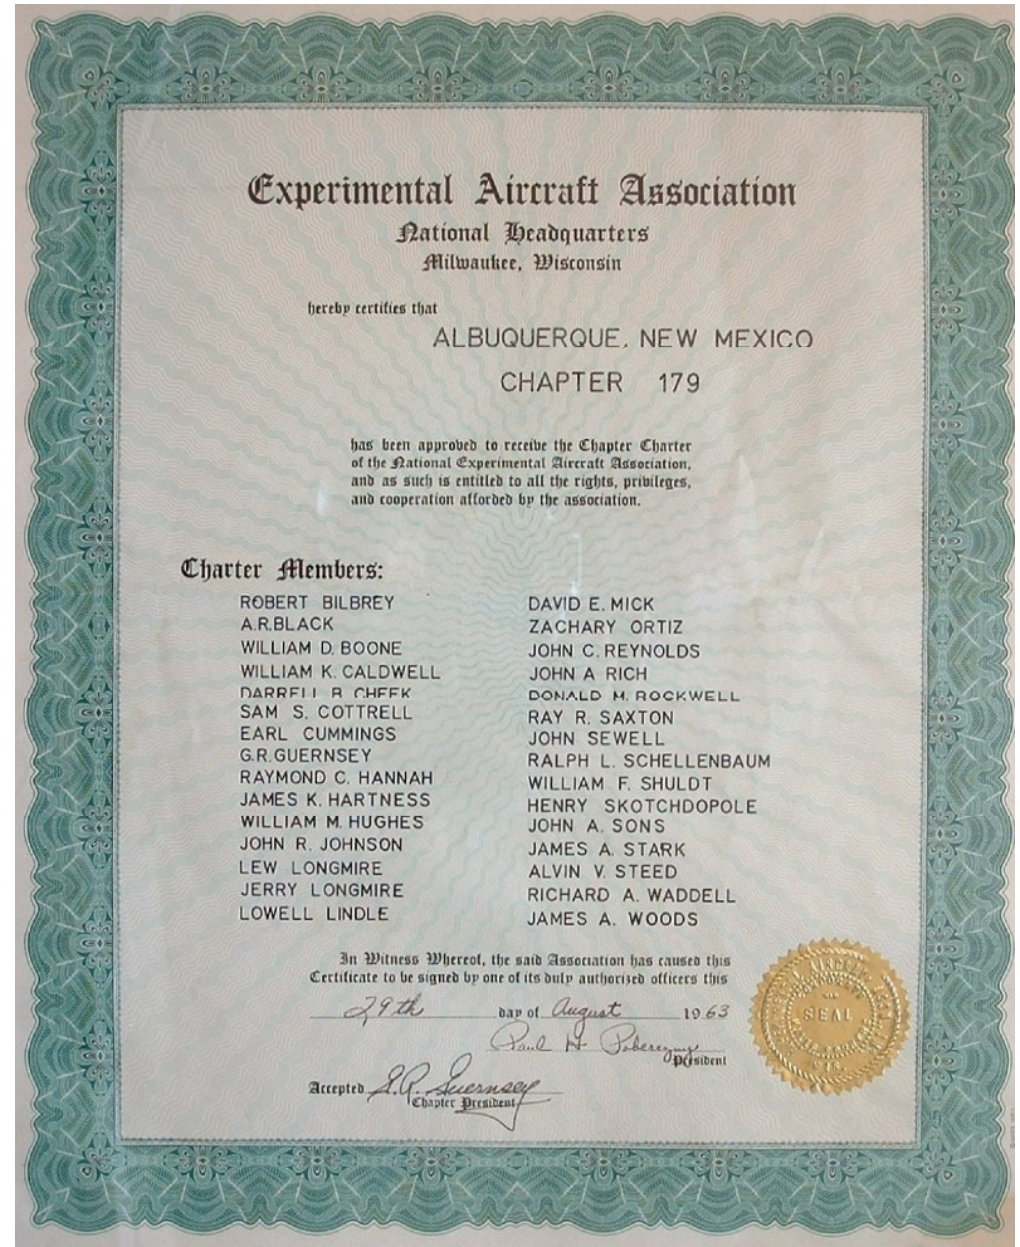 Experimental Aircraft Association
National Headquarters
Milwaukee, Wisconsin
hereby certifies that
ALBUQUERQUE, NEW MEXICO
CHAPTER 179
has been approved to receive the Chapter Charter
of the National Experimental Aircraft Association,
and as such is entitled to all the rights, privileges,
and cooperation afforded by the association.
Charter Members:
ROBERT BILBREY
A.R.BLACK
WILLIAM D. BOONE
WILLIAM K. CALDWELL
DARRELL B. CHEEK
SAM S. COTTRELL
EARL CUMMINGS
G.R.GUERNSEY
RAYMOND C. HANNAH
JAMES K. HARTNESS
WILLIAM M. HUGHES
JOHN R. JOHNSON
LEW LONGMIRE
JERRY LONGMIRE
LOWELL LINDLE
DAVID E. MICK
ZACHARY ORTIZ
JOHN C. REYNOLDS
JOHN A RICH
DONALD M. ROCKWELL
RAY R. SAXTON
JOHN SEWELL
RALPH L. SCHELLENBAUM
WILLIAM F. SHULDT
HENRY SKOTCHDOPOLE
JOHN A. SONS
JAMES A. STARK
ALVIN V. STEED
RICHARD A. WADDELL
JAMES A. WOODS
In Witness Whereof, the said Association has caused this
Certificate to be signed by one of its duly authorized officers this
29th day of August 1963
Paul H. Poberezny
President
Accepted G.R. Guernsey
Chapter President
SEAL